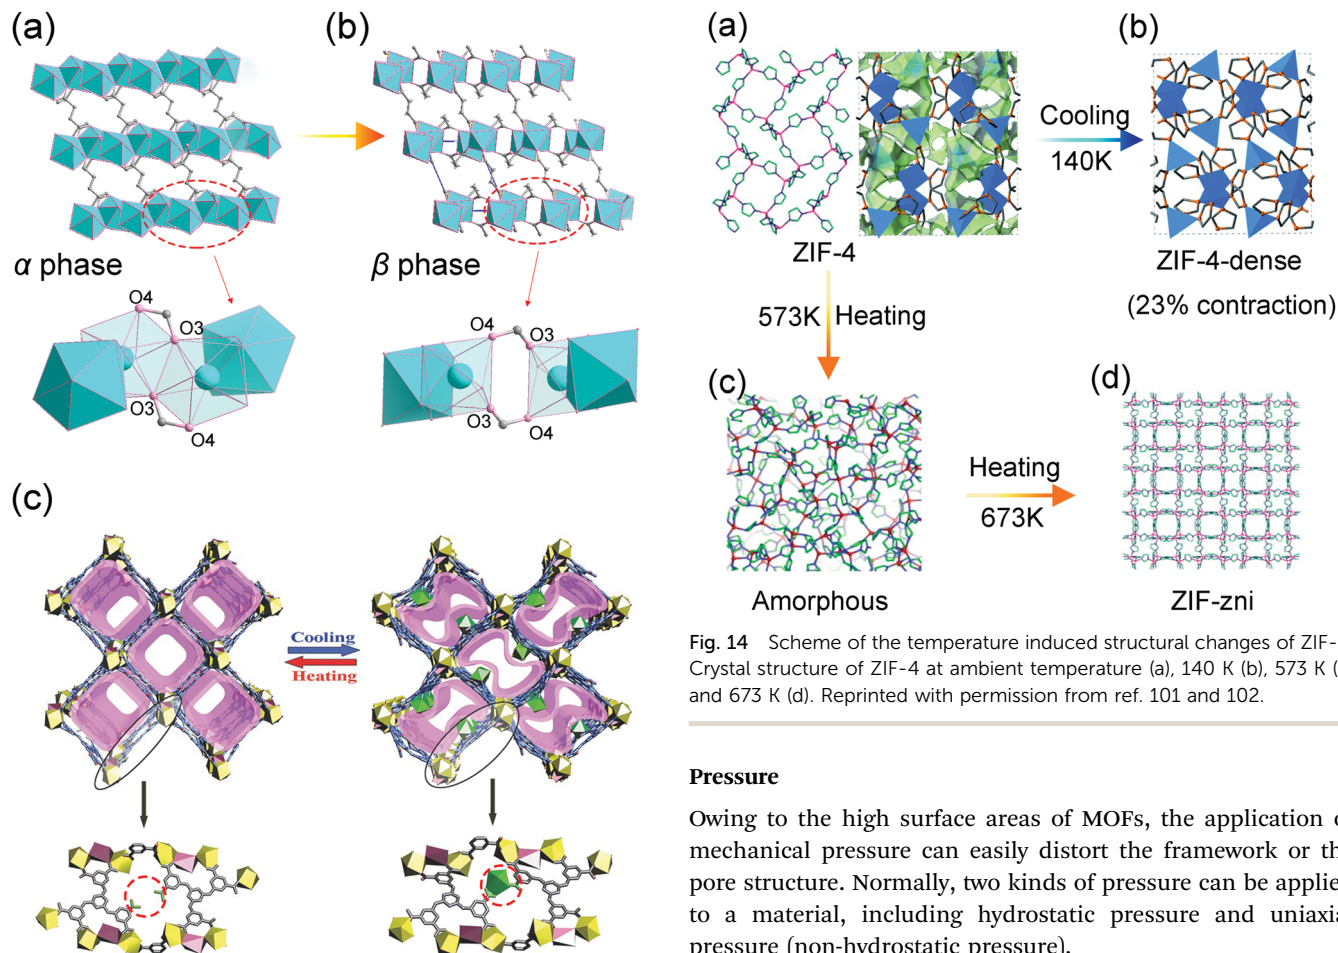 (a)
(b)
α phase
β phase
O4
O3
O3
O4
O4
O3
O3
O4
(c)
Cooling
Heating
(a)
(b)
Cooling
140K
ZIF-4
ZIF-4-dense
(23% contraction)
573K Heating
(c)
(d)
Heating
673K
Amorphous
ZIF-zni
Fig. 14 Scheme of the temperature induced structural changes of ZIF-
Crystal structure of ZIF-4 at ambient temperature (a), 140 K (b), 573 K (
and 673 K (d). Reprinted with permission from ref. 101 and 102.
Pressure
Owing to the high surface areas of MOFs, the application
mechanical pressure can easily distort the framework or
pore structure. Normally, two kinds of pressure can be
to a material, including hydrostatic pressure and
pressure (non-hydrostatic pressure).